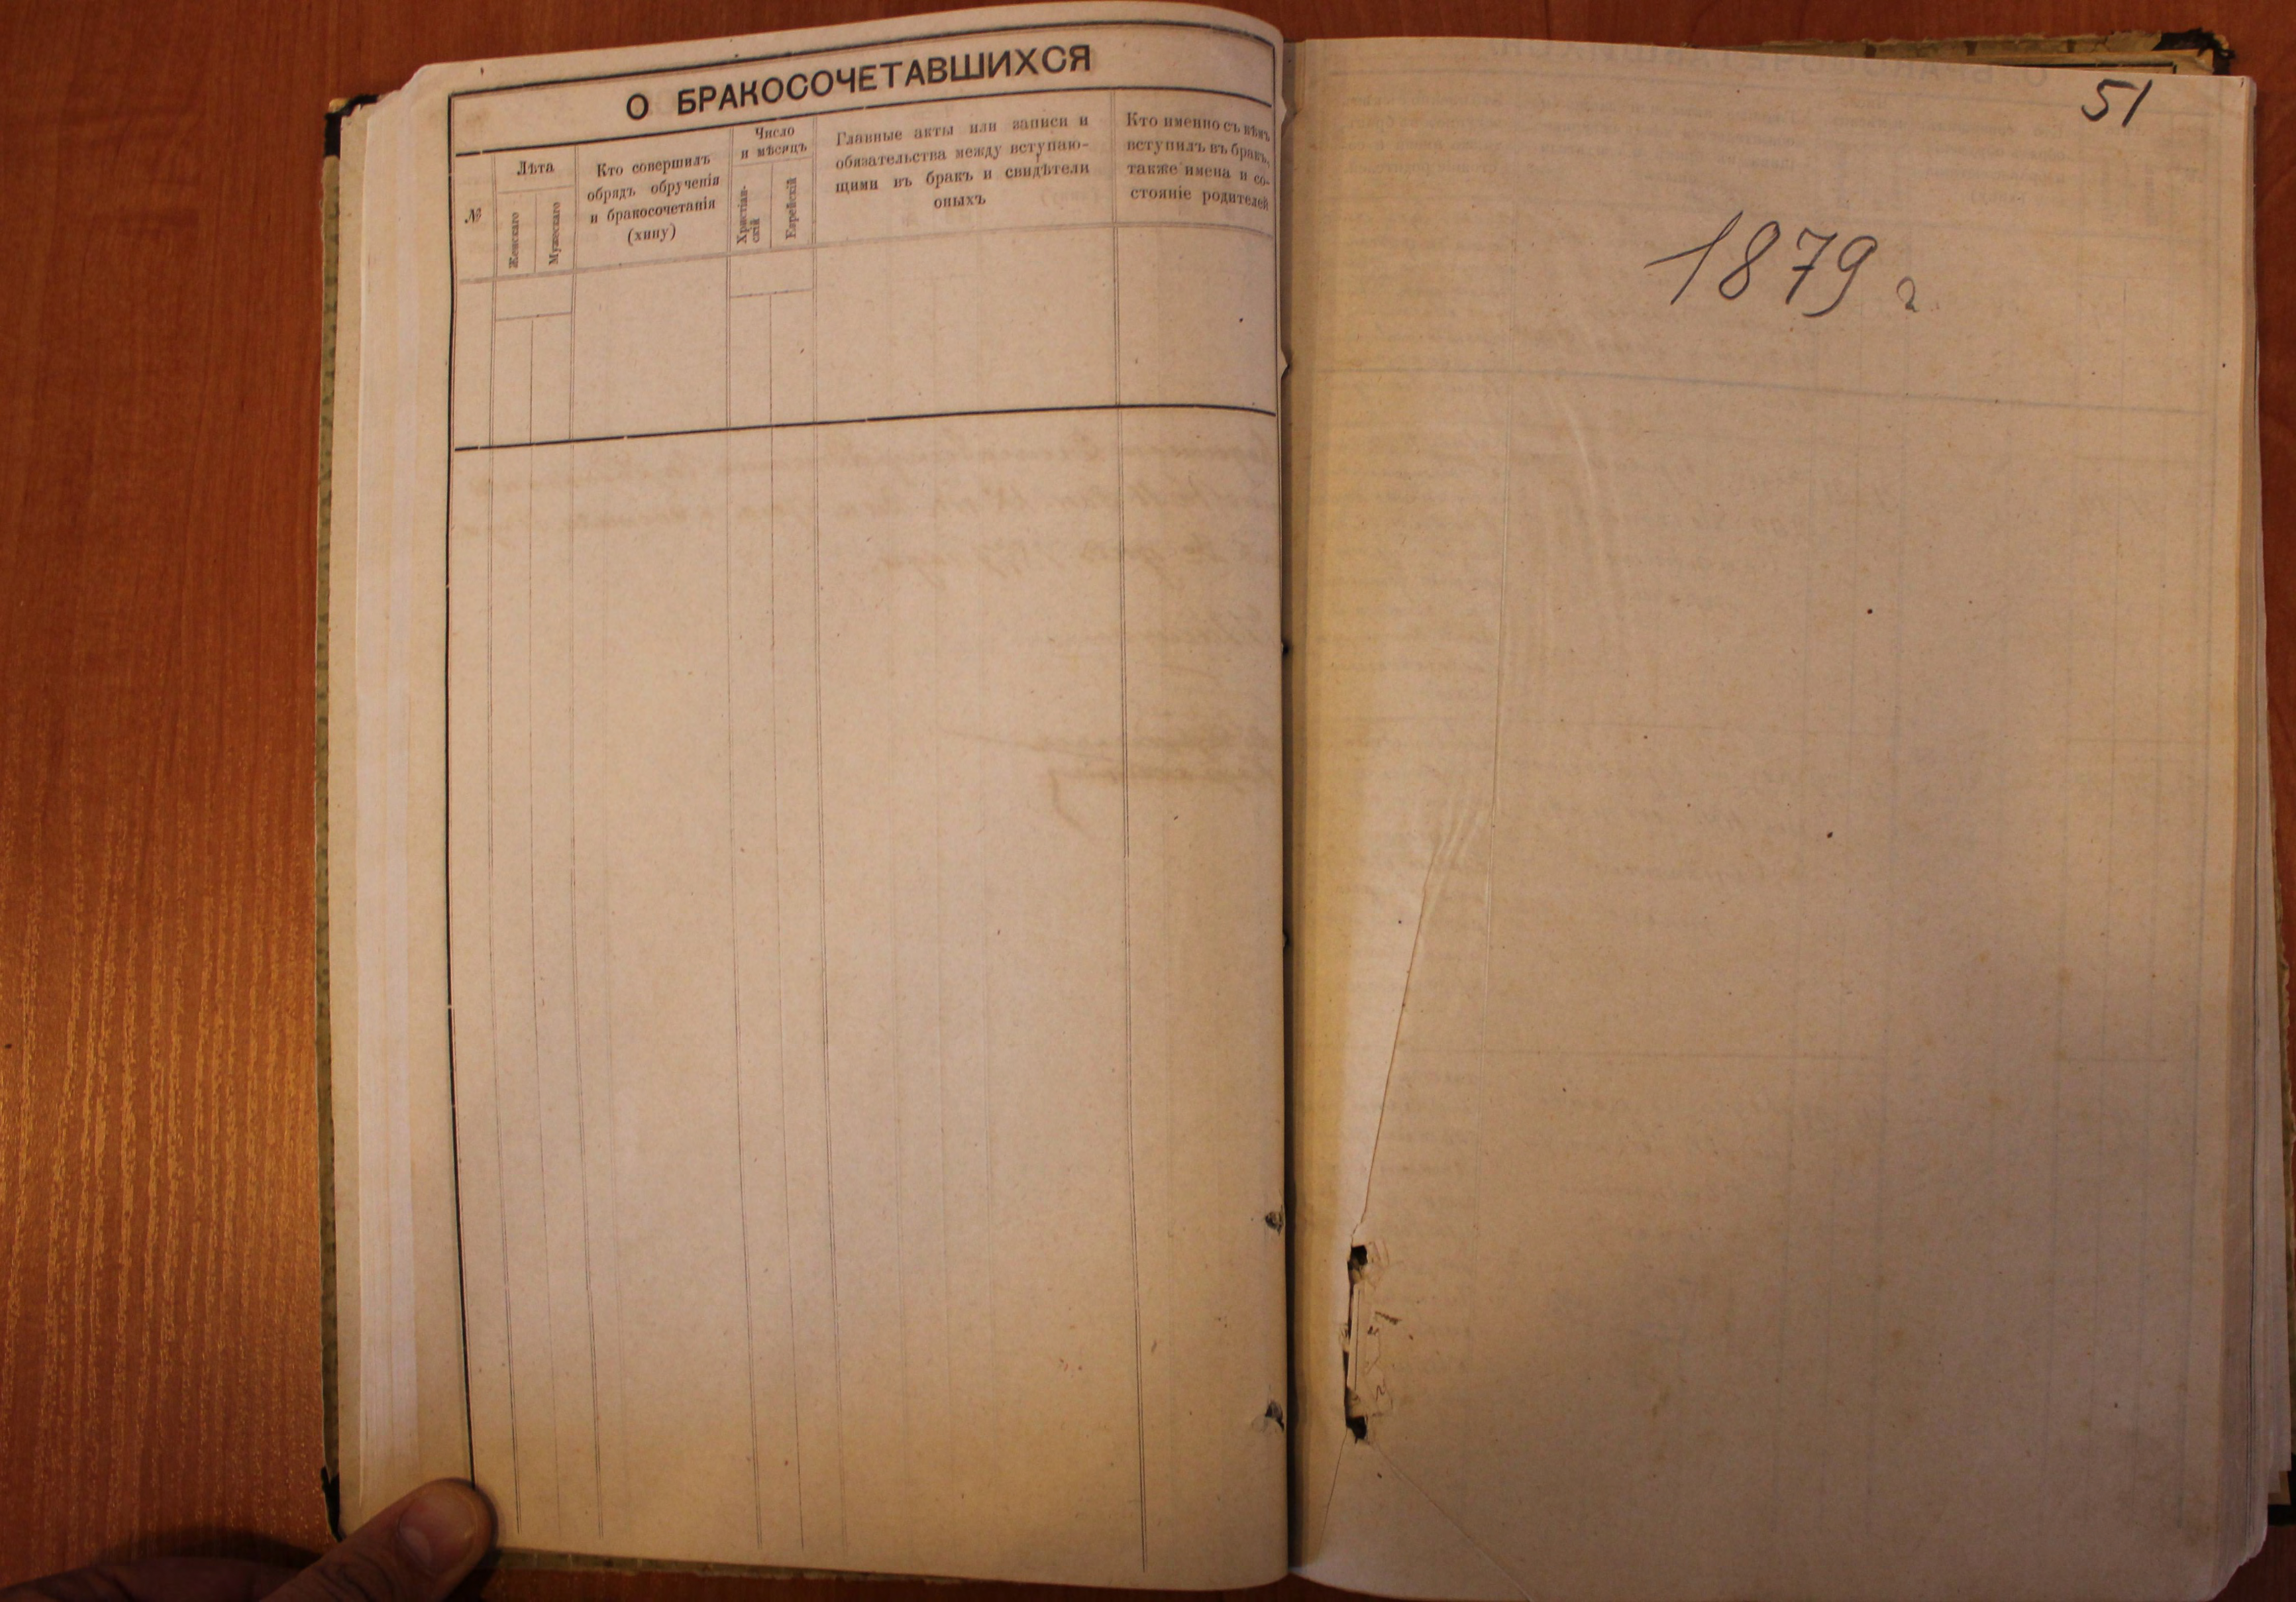 О БРАКОСОЧЕТАВШИХСЯ
№
Лѣта
Женскаго
Мужескаго
Кто совершилъ
обрядъ обрученія
и бракосочетанія
(хипу)
Число
и мѣсяцъ
Христіан-
скій
Еврейскій
Главные акты или записи и
обязательства между вступаю-
щими въ бракъ и свидѣтели
оныхъ
Кто именно съ кѣмъ
вступилъ въ бракъ,
также имена и со-
стояніе родителей
51
1879 г